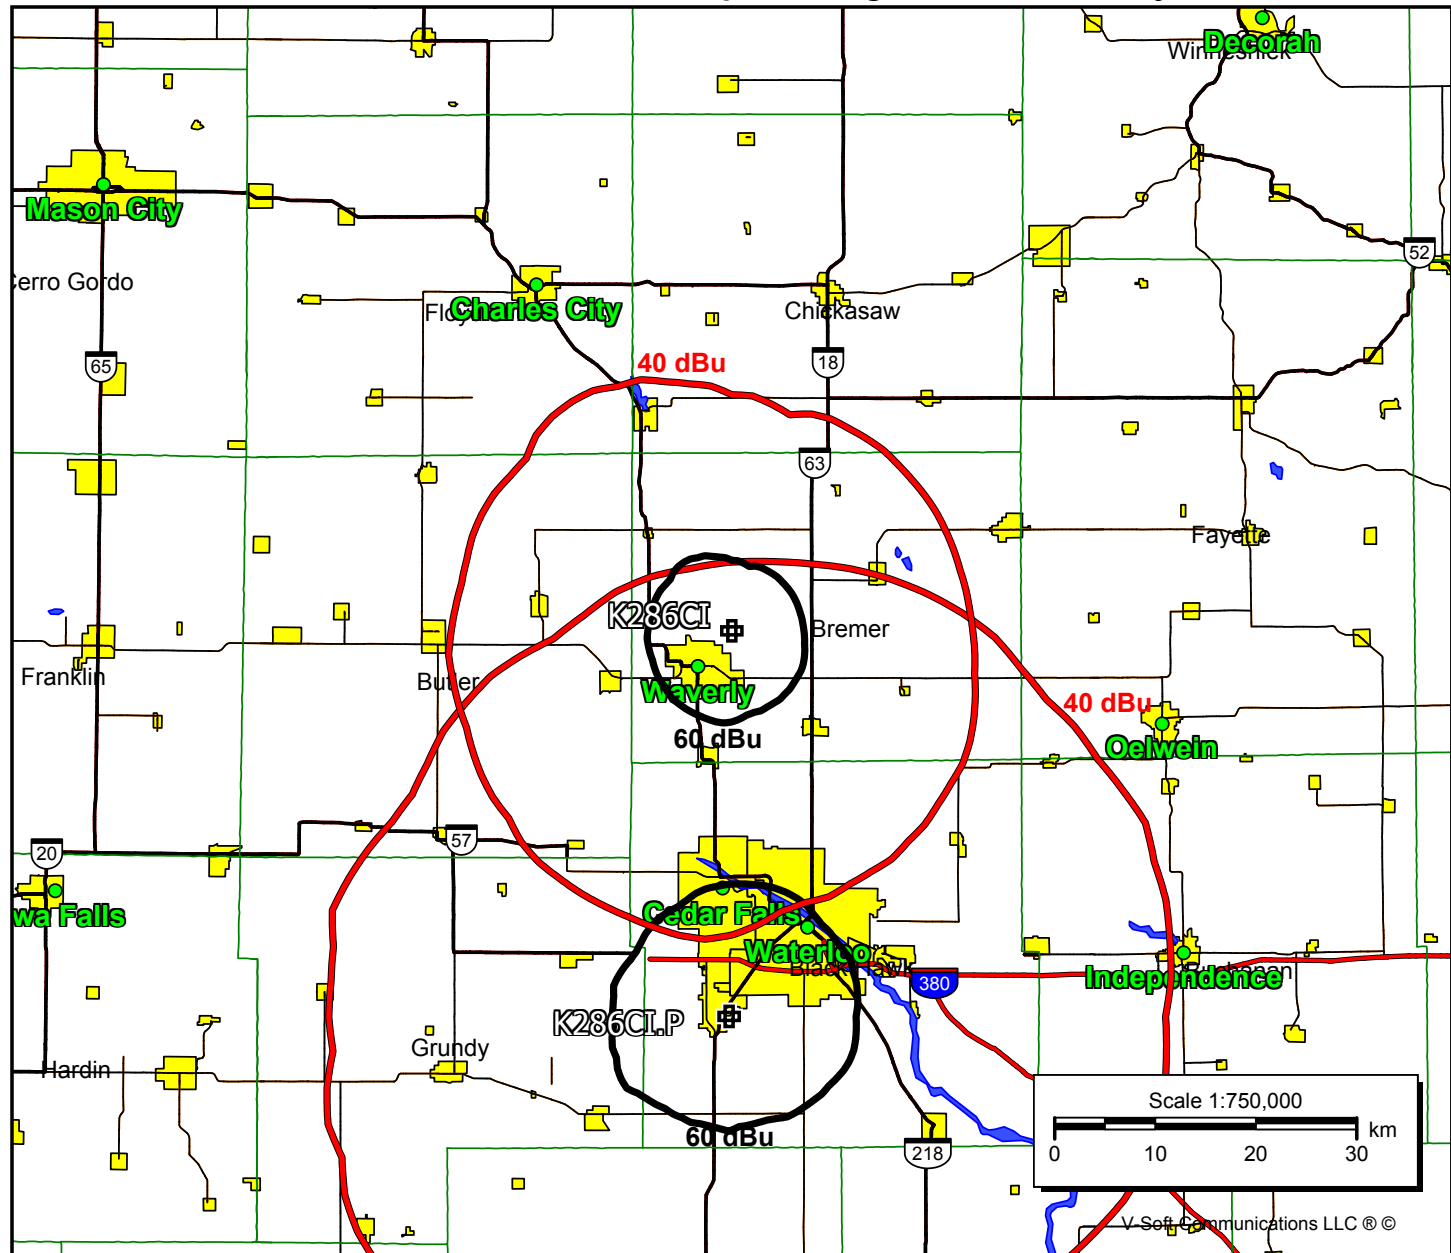 Decorah
Winneshiek
Mason City
52
Cerro Gordo
Charles City
Floyd
Chickasaw
65
40 dBu
18
63
Fayette
K286CI
Bremer
Franklin
Butler
Waverly
40 dBu
60 dBu
Oelwein
57
20
wa Falls
Cedar Falls
Waterloo
Black Hawk
380
Independence
Buchanan
K286CI.P
Grundy
Hardin
60 dBu
218
Scale 1:750,000
km
0 10 20 30
V-Soft Communications LLC ® ©